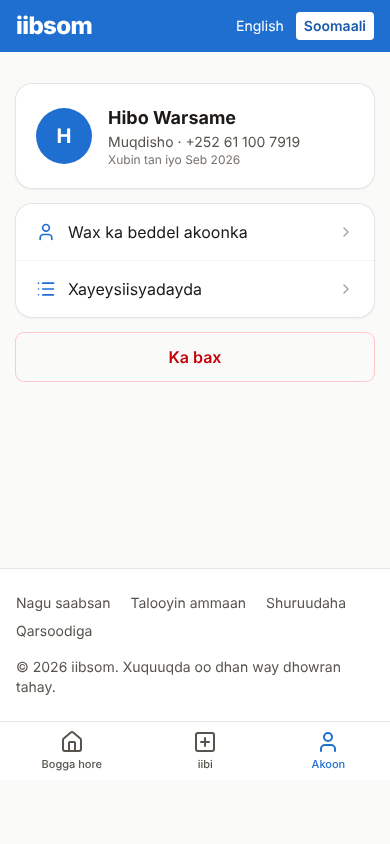 iibsom
English
Soomaali
H
Hibo Warsame
Muqdisho · +252 61 100 7919
Xubin tan iyo Seb 2026
Wax ka beddel akoonka
Xayeysiisyadayda
Ka bax
Nagu saabsan
Talooyin ammaan
Shuruudaha
Qarsoodiga
© 2026 iibsom. Xuquuqda oo dhan way dhowran
tahay.
Bogga hore
iibi
Akoon